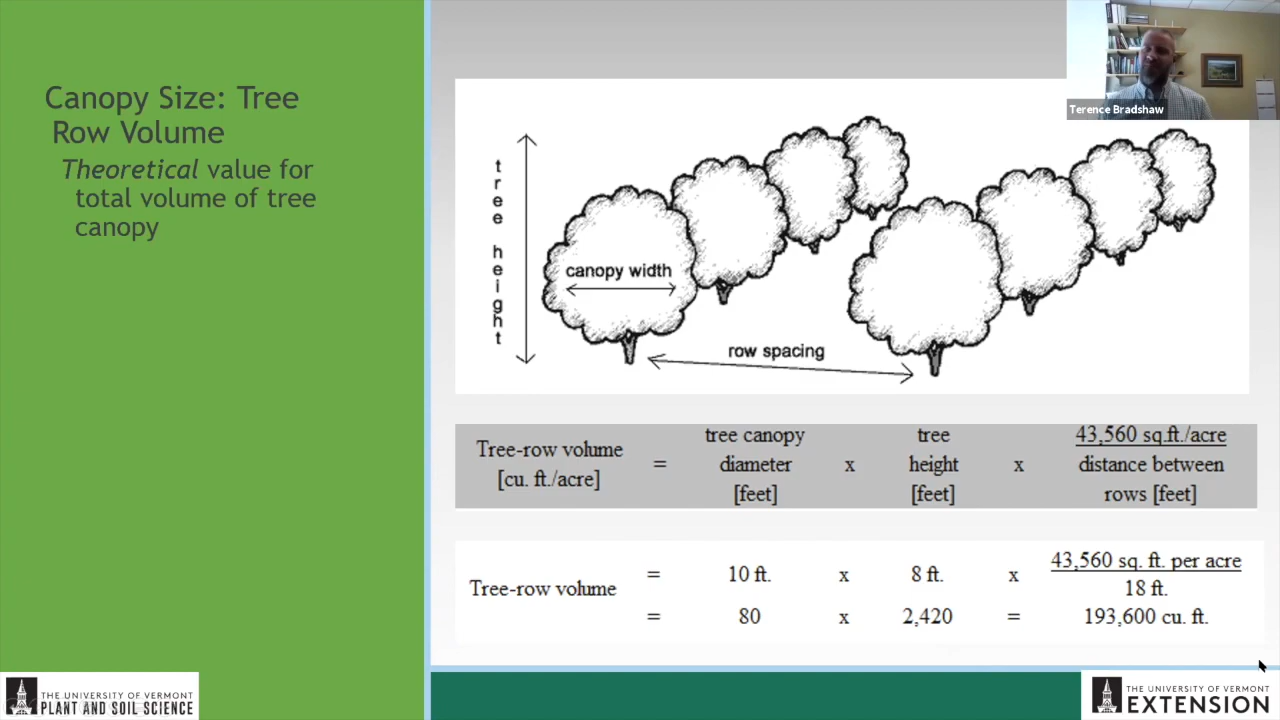 Canopy Size: Tree
Row Volume
Theoretical value for
total volume of tree
canopy
Terence Bradshaw
tree height
canopy width
row spacing
Tree-row volume
[cu. ft./acre]
=
tree canopy
diameter
[feet]
x
tree
height
[feet]
x
43,560 sq.ft./acre
distance between
rows [feet]
Tree-row volume
= 10 ft. x 8 ft. x 43,560 sq. ft. per acre
18 ft.
= 80 x 2,420 = 193,600 cu. ft.
THE UNIVERSITY OF VERMONT
PLANT AND SOIL SCIENCE
THE UNIVERSITY OF VERMONT
EXTENSION